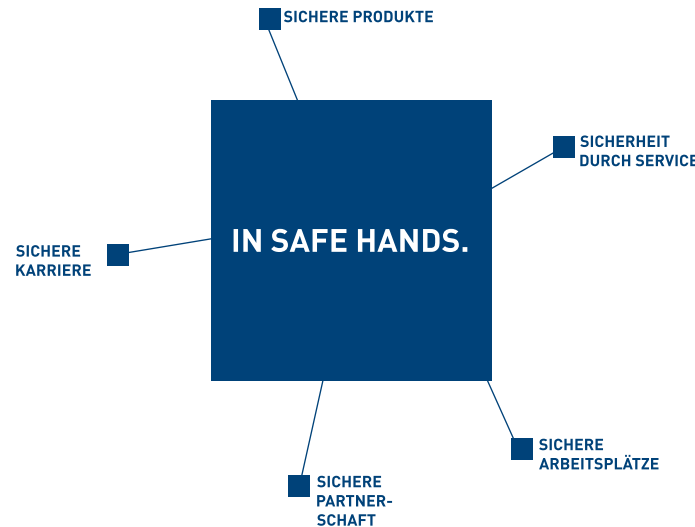 SICHERE PRODUKTE
SICHERHEIT
DURCH SERVICE
IN SAFE HANDS.
SICHERE
KARRIERE
SICHERE
ARBEITSPLÄTZE
SICHERE
PARTNER-
SCHAFT